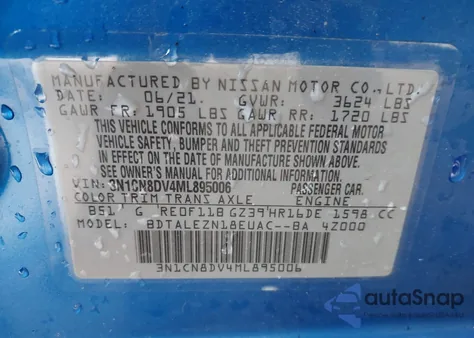 MANUFACTURED BY NISSAN MOTOR CO., LTD.
DATE: 06/21. GVWR: 3624 LBS
GAWR FR: 1905 LBS GAWR RR: 1720 LBS
THIS VEHICLE CONFORMS TO ALL APPLICABLE FEDERAL MOTOR
VEHICLE SAFETY, BUMPER AND THEFT PREVENTION STANDARDS
IN EFFECT ON THE DATE OF MANUFACTURE SHOWN ABOVE.
SEE OWNER'S MANUAL FOR ADDITIONAL INFORMATION.
VIN: 3N1CN8DV4ML895006 PASSENGER CAR.
COLOR TRIM TRANS AXLE ENGINE
B51 G RE0F11B GZ39 HR16DE 1598 CC
MODEL: BDTALEZN18EUAC--BA 4Z000
3N1CN8DV4ML895006
autoSnap